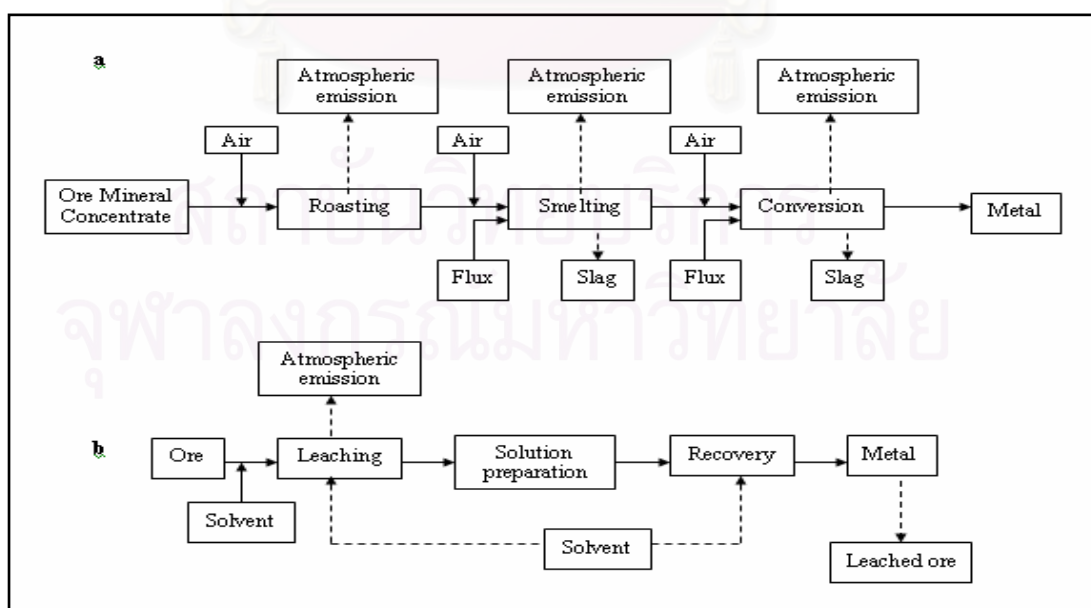 a
Atmospheric
emission
Atmospheric
emission
Atmospheric
emission
Air
Air
Air
Ore Mineral
Concentrate
Roasting
Smelting
Conversion
Metal
Flux
Slag
Flux
Slag
สถาบันวิทยบริการ
จุฬาลงกรณ์มหาวิทยาลัย
Atmospheric
emission
b
Ore
Leaching
Solution
preparation
Recovery
Metal
Solvent
Solvent
Leached ore